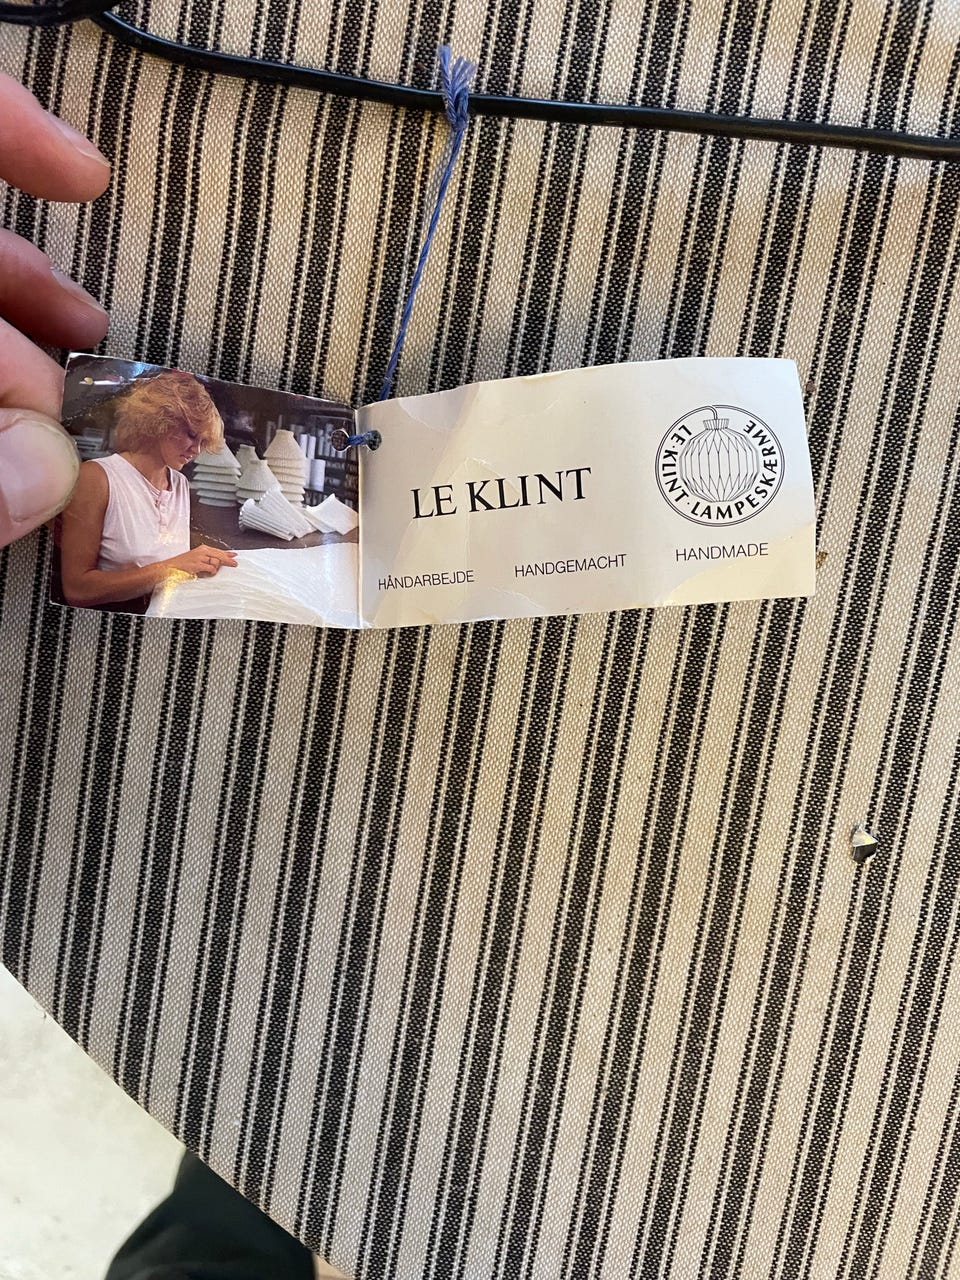 LE KLINT
LE·KLINT·LAMPESKÆRME
HÅNDARBEJDE
HANDGEMACHT
HANDMADE